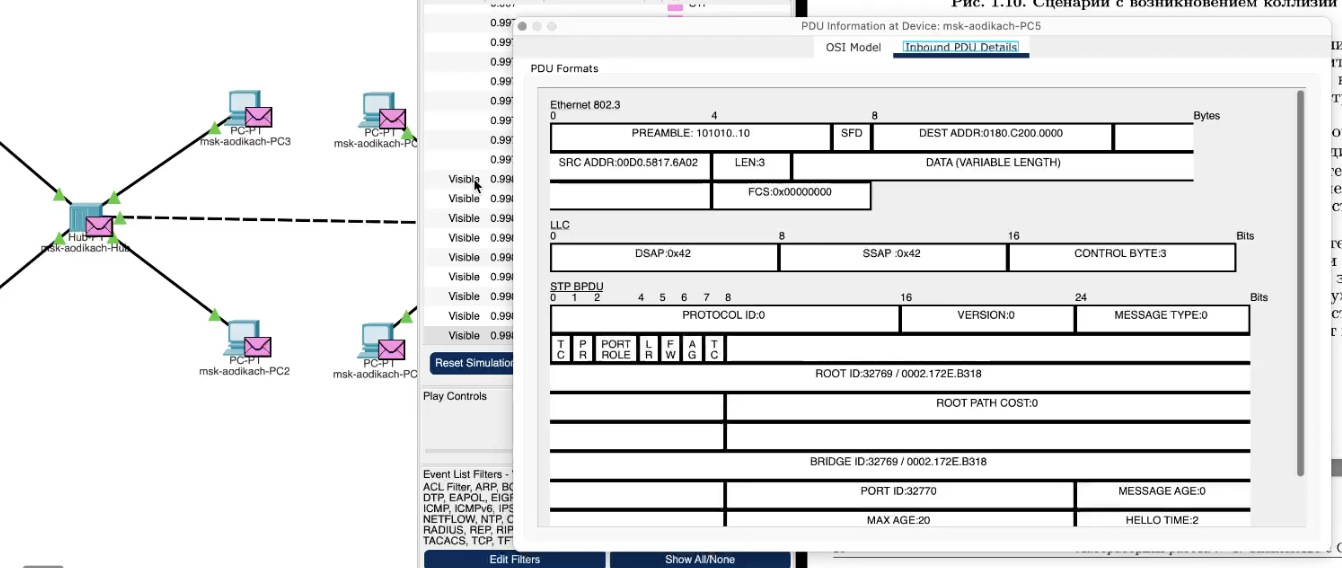 Рис. 1.10. Сценарий с возникновением коллизии
PDU Information at Device: msk-aodikach-PC5
OSI Model
Inbound PDU Details
PDU Formats
Ethernet 802.3
0 4 8 Bytes
PREAMBLE: 101010..10 SFD DEST ADDR:0180.C200.0000
SRC ADDR:00D0.5817.6A02 LEN:3 DATA (VARIABLE LENGTH)
FCS:0x00000000
LLC
0 8 16 Bits
DSAP:0x42 SSAP :0x42 CONTROL BYTE:3
STP BPDU
0 1 2 4 5 6 7 8 16 24 Bits
PROTOCOL ID:0 VERSION:0 MESSAGE TYPE:0
TC PR PORT ROLE LR FW AG TC
ROOT ID:32769 / 0002.172E.B318
ROOT PATH COST:0
BRIDGE ID:32769 / 0002.172E.B318
PORT ID:32770 MESSAGE AGE:0
MAX AGE:20 HELLO TIME:2
PC-PT
msk-aodikach-PC3
PC-PT
msk-aodikach-PC
Hub-PT
msk-aodikach-Hub
PC-PT
msk-aodikach-PC2
PC-PT
msk-aodikach-PC
0.997
0.997
0.997
0.997
0.997
0.997
0.997
Visible 0.998
Visible 0.998
Visible 0.998
Visible 0.998
Visible 0.998
Visible 0.998
Visible 0.998
Visible 0.998
Visible 0.998
Reset Simulation
Play Controls
Event List Filters -
ACL Filter, ARP,
DTP, EAPOL,
ICMP, ICMPv6,
NETFLOW, NTP,
RADIUS, REP, RIP
TACACS, TCP,
Edit Filters
Show All/None